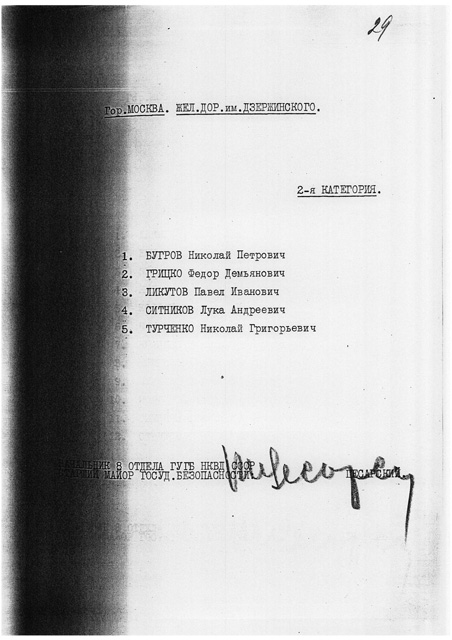 29
Гор.МОСКВА. ЖЕЛ.ДОР.им.ДЗЕРЖИНСКОГО.
2-я КАТЕГОРИЯ.
1. БУГРОВ Николай Петрович
2. ГРИЦКО Федор Демьянович
3. ЛИКУТОВ Павел Иванович
4. СИТНИКОВ Лука Андреевич
5. ТУРЧЕНКО Николай Григорьевич
НАЧАЛЬНИК 8 ОТДЕЛА ГУГБ НКВД СССР
СТАРШИЙ МАЙОР ГОСУД.БЕЗОПАСНОСТИ ЦЕСАРСКИЙ